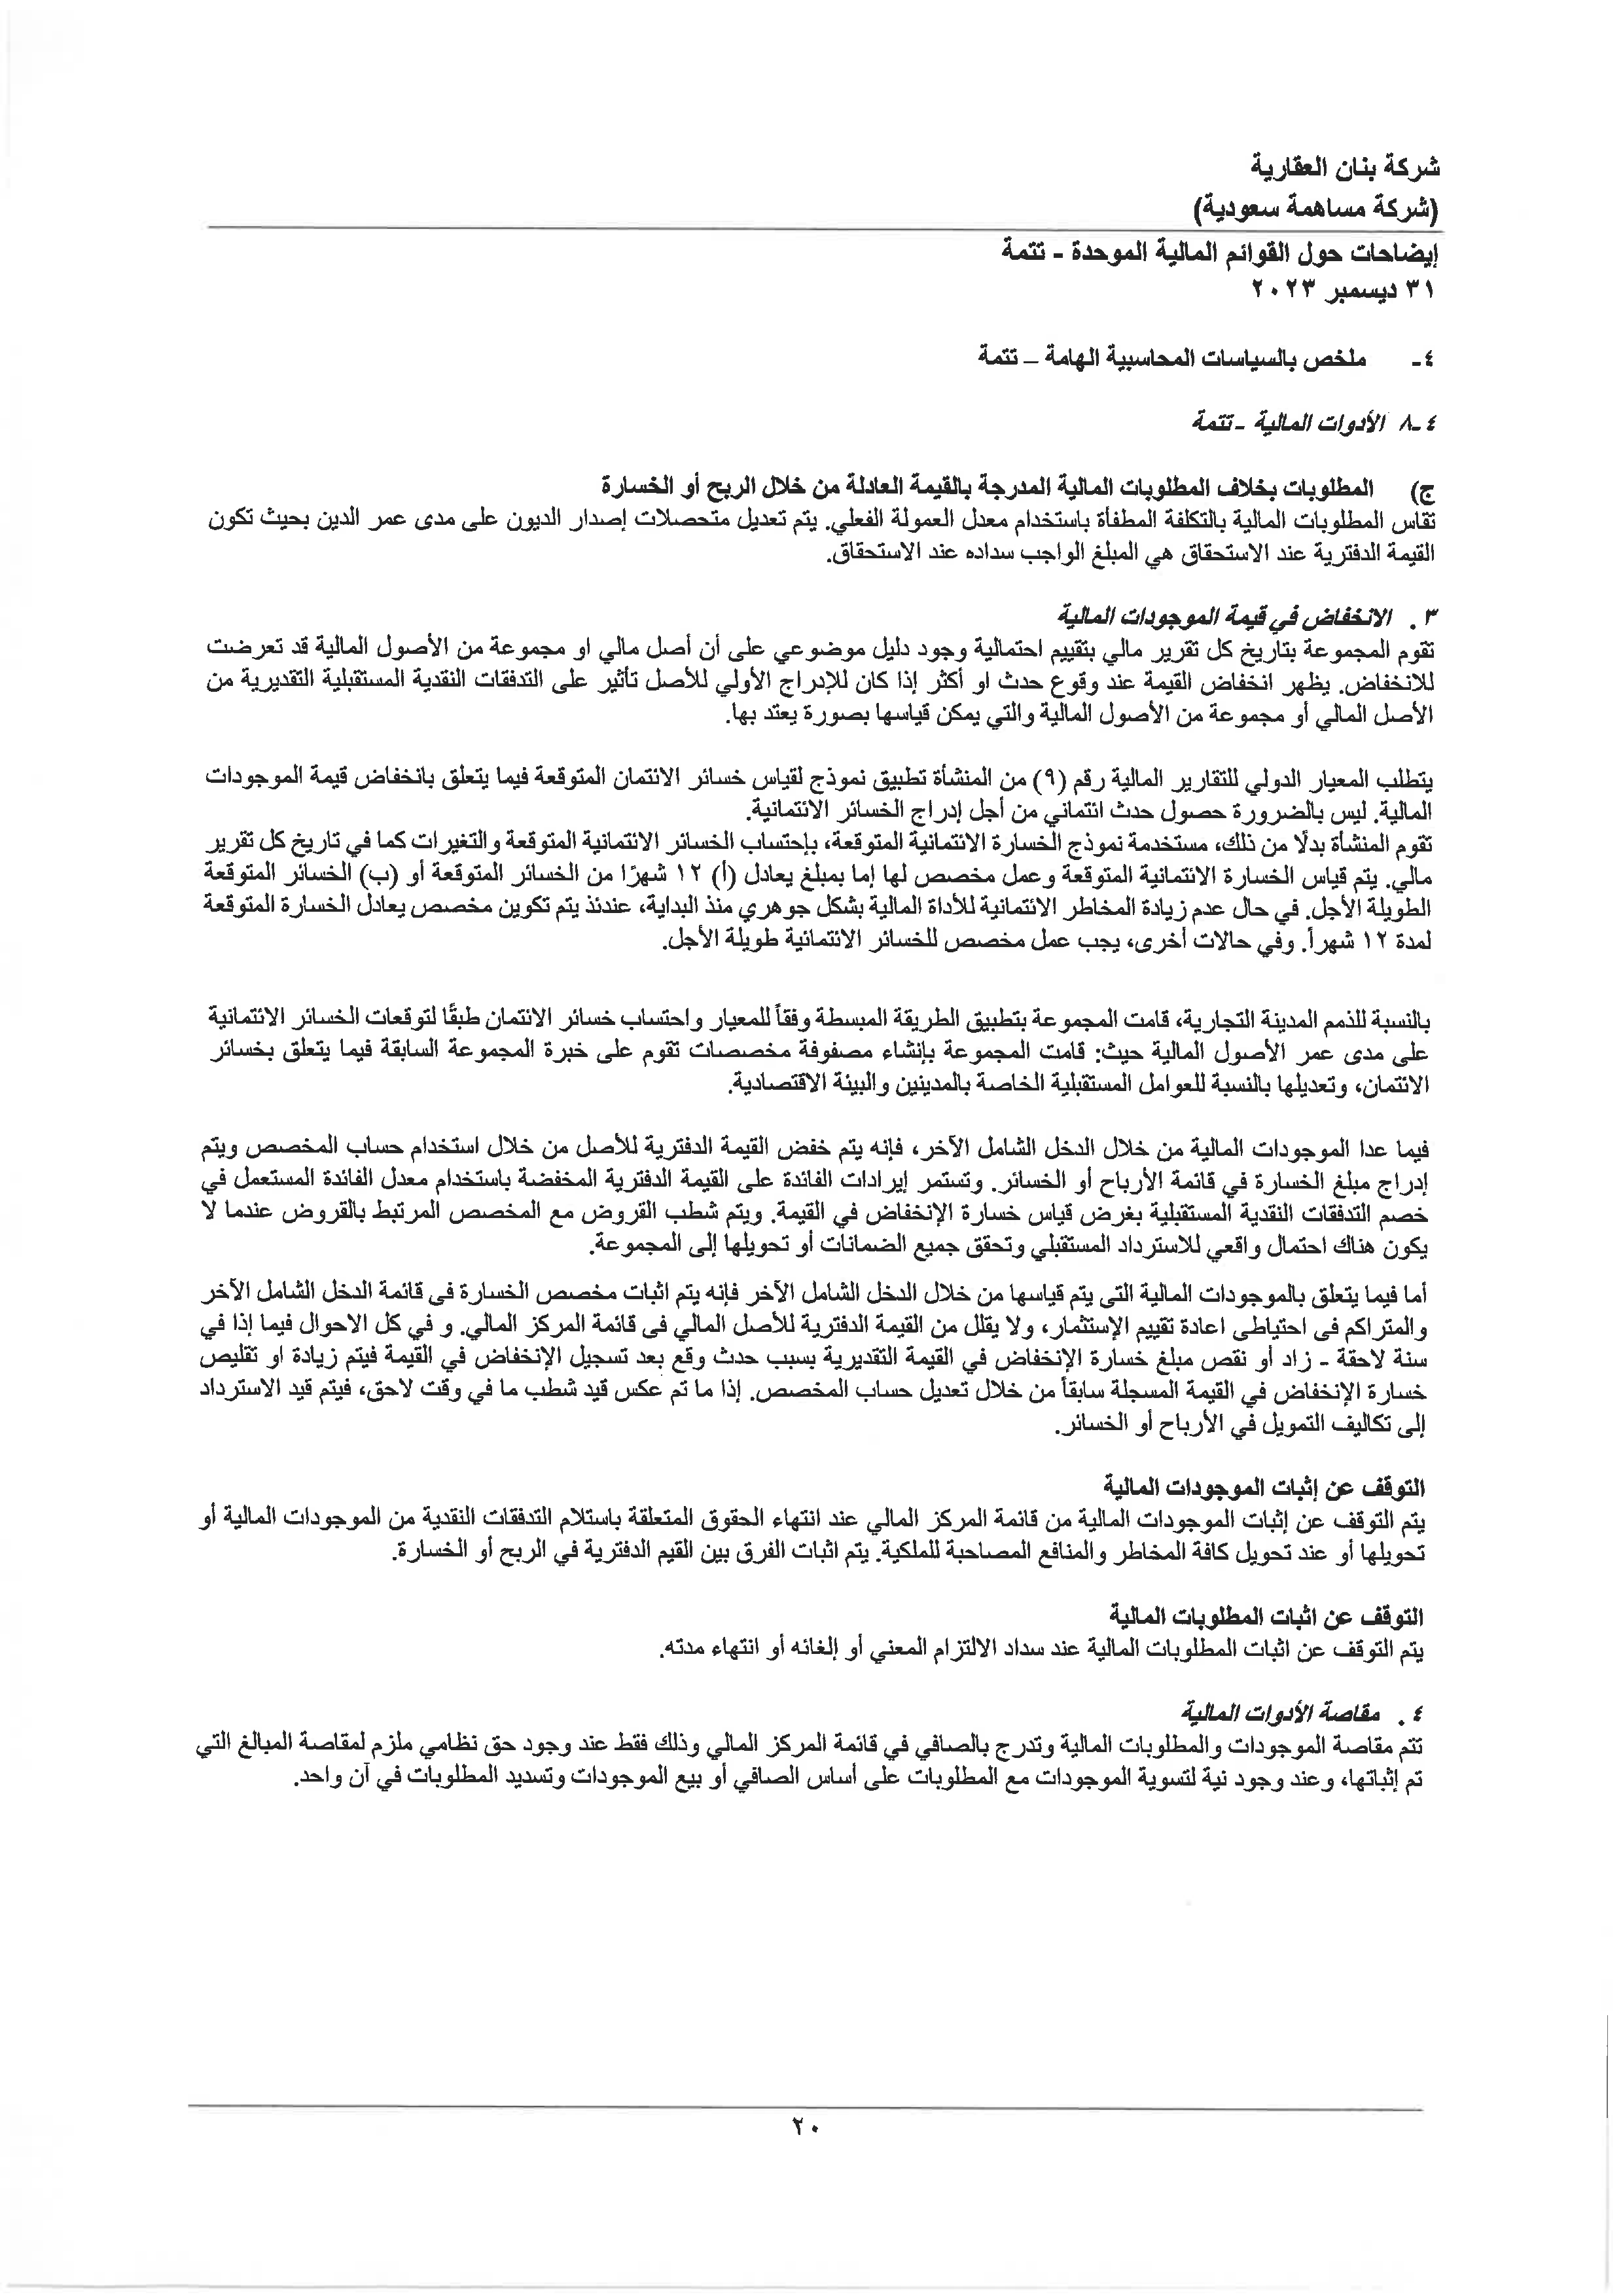 شركة بنان العقارية
(شركة مساهمة سعودية)
إيضاحات حول القوائم المالية الموحدة - تتمة
٣١ ديسمبر ٢٠٢٣
٤- ملخص بالسياسات المحاسبية الهامة – تتمة
٤-٨ الأدوات المالية - تتمة
ج) المطلوبات بخلاف المطلوبات المالية المدرجة بالقيمة العادلة من خلال الربح أو الخسارة
تقاس المطلوبات المالية بالتكلفة المطفأة باستخدام معدل العمولة الفعلي. يتم تعديل متحصلات إصدار الديون على مدى عمر الدين بحيث تكون
القيمة الدفترية عند الاستحقاق هي المبلغ الواجب سداده عند الاستحقاق.
٣. الانخفاض في قيمة الموجودات المالية
تقوم المجموعة بتاريخ كل تقرير مالي بتقييم احتمالية وجود دليل موضوعي على أن أصل مالي او مجموعة من الأصول المالية قد تعرضت
للانخفاض. يظهر انخفاض القيمة عند وقوع حدث او أكثر إذا كان للإدراج الأولي للأصل تأثير على التدفقات النقدية المستقبلية التقديرية من
الأصل المالي أو مجموعة من الأصول المالية والتي يمكن قياسها بصورة يعتد بها.
يتطلب المعيار الدولي للتقارير المالية رقم (٩) من المنشأة تطبيق نموذج لقياس خسائر الائتمان المتوقعة فيما يتعلق بانخفاض قيمة الموجودات
المالية. ليس بالضرورة حصول حدث ائتماني من أجل إدراج الخسائر الائتمانية.
تقوم المنشأة بدلًا من ذلك، مستخدمة نموذج الخسارة الائتمانية المتوقعة، بإحتساب الخسائر الائتمانية المتوقعة والتغيرات كما في تاريخ كل تقرير
مالي. يتم قياس الخسارة الائتمانية المتوقعة وعمل مخصص لها إما بمبلغ يعادل (أ) ١٢ شهرًا من الخسائر المتوقعة أو (ب) الخسائر المتوقعة
الطويلة الأجل. في حال عدم زيادة المخاطر الائتمانية للأداة المالية بشكل جوهري منذ البداية، عندئذ يتم تكوين مخصص يعادل الخسارة المتوقعة
لمدة ١٢ شهراً. وفي حالات أخرى، يجب عمل مخصص للخسائر الائتمانية طويلة الأجل.
بالنسبة للذمم المدينة التجارية، قامت المجموعة بتطبيق الطريقة المبسطة وفقاً للمعيار واحتساب خسائر الائتمان طبقًا لتوقعات الخسائر الائتمانية
على مدى عمر الأصول المالية حيث: قامت المجموعة بإنشاء مصفوفة مخصصات تقوم على خبرة المجموعة السابقة فيما يتعلق بخسائر
الائتمان، وتعديلها بالنسبة للعوامل المستقبلية الخاصة بالمدينين والبيئة الاقتصادية.
فيما عدا الموجودات المالية من خلال الدخل الشامل الآخر، فإنه يتم خفض القيمة الدفترية للأصل من خلال استخدام حساب المخصص ويتم
إدراج مبلغ الخسارة في قائمة الأرباح أو الخسائر. وتستمر إيرادات الفائدة على القيمة الدفترية المخفضة باستخدام معدل الفائدة المستعمل في
خصم التدفقات النقدية المستقبلية بغرض قياس خسارة الإنخفاض في القيمة. ويتم شطب القروض مع المخصص المرتبط بالقروض عندما لا
يكون هناك احتمال واقعي للاسترداد المستقبلي وتحقق جميع الضمانات أو تحويلها إلى المجموعة.
أما فيما يتعلق بالموجودات المالية التى يتم قياسها من خلال الدخل الشامل الآخر فإنه يتم اثبات مخصص الخسارة فى قائمة الدخل الشامل الآخر
والمتراكم فى احتياطى اعادة تقييم الإستثمار، ولا يقلل من القيمة الدفترية للأصل المالي فى قائمة المركز المالي. و في كل الاحوال فيما إذا في
سنة لاحقة - زاد أو نقص مبلغ خسارة الإنخفاض في القيمة التقديرية بسبب حدث وقع بعد تسجيل الإنخفاض في القيمة فيتم زيادة او تقليص
خسارة الإنخفاض في القيمة المسجلة سابقاً من خلال تعديل حساب المخصص. إذا ما تم عكس قيد شطب ما في وقت لاحق، فيتم قيد الاسترداد
إلى تكاليف التمويل في الأرباح أو الخسائر.
التوقف عن إثبات الموجودات المالية
يتم التوقف عن إثبات الموجودات المالية من قائمة المركز المالي عند انتهاء الحقوق المتعلقة باستلام التدفقات النقدية من الموجودات المالية أو
تحويلها أو عند تحويل كافة المخاطر والمنافع المصاحبة للملكية. يتم اثبات الفرق بين القيم الدفترية في الربح أو الخسارة.
التوقف عن اثبات المطلوبات المالية
يتم التوقف عن اثبات المطلوبات المالية عند سداد الالتزام المعني أو إلغائه أو انتهاء مدته.
٤. مقاصة الأدوات المالية
تتم مقاصة الموجودات والمطلوبات المالية وتدرج بالصافي في قائمة المركز المالي وذلك فقط عند وجود حق نظامي ملزم لمقاصة المبالغ التي
تم إثباتها، وعند وجود نية لتسوية الموجودات مع المطلوبات على أساس الصافي أو بيع الموجودات وتسديد المطلوبات في آن واحد.
٢٠